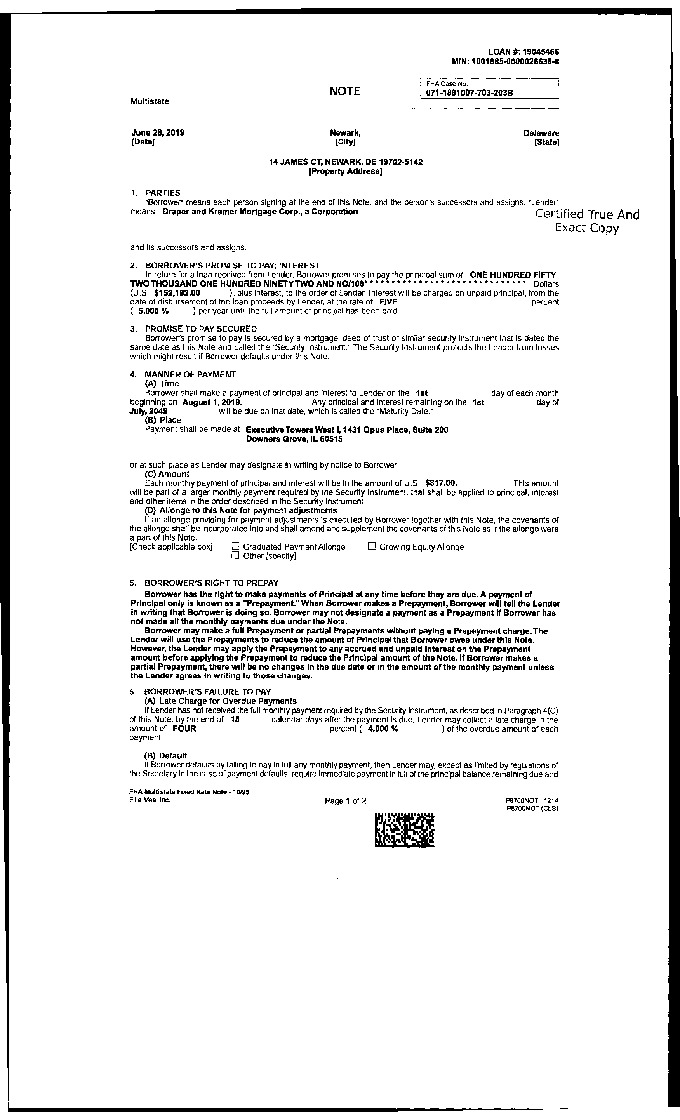 LOAN #: 19045466
NOTE
FHA Case No.
Multistate
June 28, 2019
Newark,
Delaware
[Date]
[City]
[State]
14 JAMES CT, NEWARK, DE 19702-5142
[Property Address]
1. PARTIES
"Borrower" means each person signing at the end of this Note, and the person's successors and assigns. "Lender"
means Draper and Kramer Mortgage Corp., a Corporation
Certified True And
Exact Copy
and its successors and assigns.
2. BORROWER'S PROMISE TO PAY; INTEREST
In return for a loan received from Lender, Borrower promises to pay the principal sum of ONE HUNDRED FIFTY
TWO THOUSAND ONE HUNDRED NINETY TWO AND NO/100* * * * * * * * * * * * * * * * * * * * * * * * * * * Dollars
(U.S. ), plus interest, to the order of Lender. Interest will be charged on unpaid principal, from the
date of disbursement of the loan proceeds by Lender, at the rate of FIVE percent
( 5.000 % ) per year until the full amount of principal has been paid.
3. PROMISE TO PAY SECURED
Borrower's promise to pay is secured by a mortgage, deed of trust or similar security instrument that is dated the
same date as this Note and called the "Security Instrument." The Security Instrument protects the Lender from losses
which might result if Borrower defaults under this Note.
4. MANNER OF PAYMENT
(A) Time
Borrower shall make a payment of principal and interest to Lender on the 1st day of each month
beginning on August 1, 2019. Any principal and interest remaining on the 1st day of
July, 2049 will be due on that date, which is called the "Maturity Date."
(B) Place
Payment shall be made at Executive Towers West I, 1431 Opus Place, Suite 200
Downers Grove, IL 60515
or at such place as Lender may designate in writing by notice to Borrower.
(C) Amount
Each monthly payment of principal and interest will be in the amount of U.S. $817.00. This amount
will be part of a larger monthly payment required by the Security Instrument, that shall be applied to principal, interest
and other items in the order described in the Security Instrument.
(D) Allonge to this Note for payment adjustments
If an allonge providing for payment adjustments is executed by Borrower together with this Note, the covenants of
the allonge shall be incorporated into and shall amend and supplement the covenants of this Note as if the allonge were
a part of this Note.
[Check applicable box] ☐ Graduated Payment Allonge ☐ Growing Equity Allonge
☐ Other [specify]
5. BORROWER'S RIGHT TO PREPAY
Borrower has the right to make payments of Principal at any time before they are due. A payment of
Principal only is known as a "Prepayment." When Borrower makes a Prepayment, Borrower will tell the Lender
in writing that Borrower is doing so. Borrower may not designate a payment as a Prepayment if Borrower has
not made all the monthly payments due under the Note.
Borrower may make a full Prepayment or partial Prepayments without paying a Prepayment charge. The
Lender will use the Prepayments to reduce the amount of Principal that Borrower owes under this Note.
However, the Lender may apply the Prepayment to any accrued and unpaid interest on the Prepayment
amount before applying the Prepayment to reduce the Principal amount of the Note. If Borrower makes a
partial Prepayment, there will be no changes in the due date or in the amount of the monthly payment unless
the Lender agrees in writing to those changes.
6. BORROWER'S FAILURE TO PAY
(A) Late Charge for Overdue Payments
If Lender has not received the full monthly payment required by the Security Instrument, as described in Paragraph 4(C)
of this Note, by the end of 15 calendar days after the payment is due, Lender may collect a late charge in the
amount of FOUR percent ( 4.000 % ) of the overdue amount of each
payment.
(B) Default
If Borrower defaults by failing to pay in full any monthly payment, then Lender may, except as limited by regulations of
the Secretary in the case of payment defaults, require immediate payment in full of the principal balance remaining due and
FHA Multistate Fixed Rate Note - 10/95
Ellie Mae, Inc.
Page 1 of 2
P8700NOT 1214
P8700NOT (CLS)